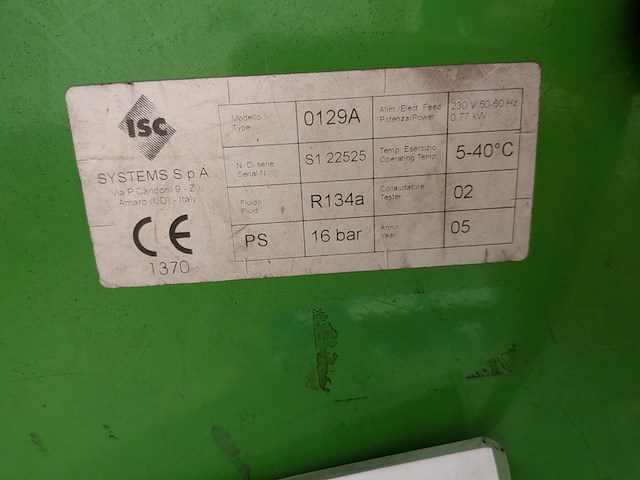 ISC
SYSTEMS S.p.A.
Via P.Candoni 9 - Z.
Amaro (UD) - Italy
CE
1370
Modello
Type
0129A
Alim./Elect. Feed
Potenza/Power
230 V 50-60 Hz
0.77 kW
N. Di serie
Serial N.
S1 22525
Temp. Esercizio
Operating Temp.
5-40°C
Fluido
Fluid
R134a
Collaudatore
Tester
02
PS
16 bar
Anno
Year
05